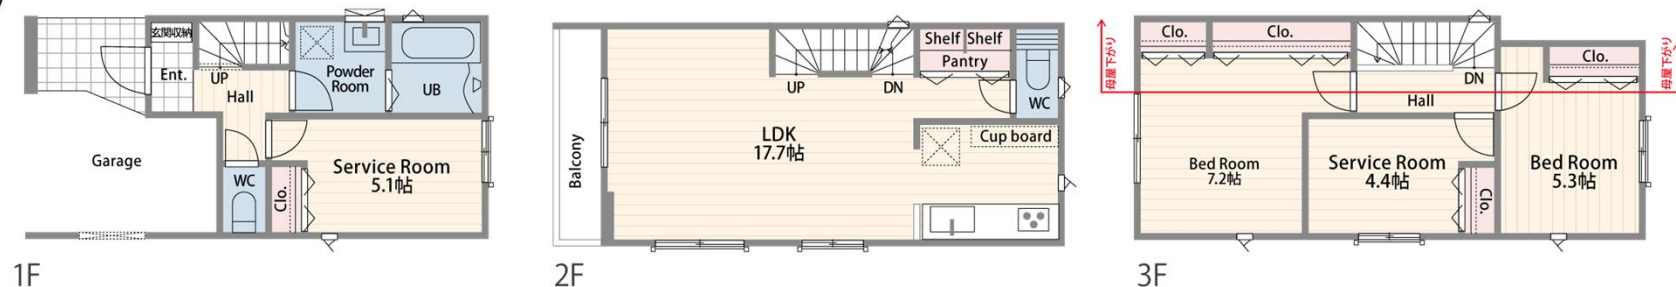 玄関収納
Ent.
UP
Hall
Powder
Room
UB
Garage
WC
Clo.
Service Room
5.1帖
1F
Balcony
LDK
17.7帖
UP
DN
Shelf Shelf
Pantry
WC
Cup board
2F
母屋下がり
Clo.
Clo.
DN
Clo.
Hall
Bed Room
7.2帖
Service Room
4.4帖
Clo.
Bed Room
5.3帖
母屋下がり
3F